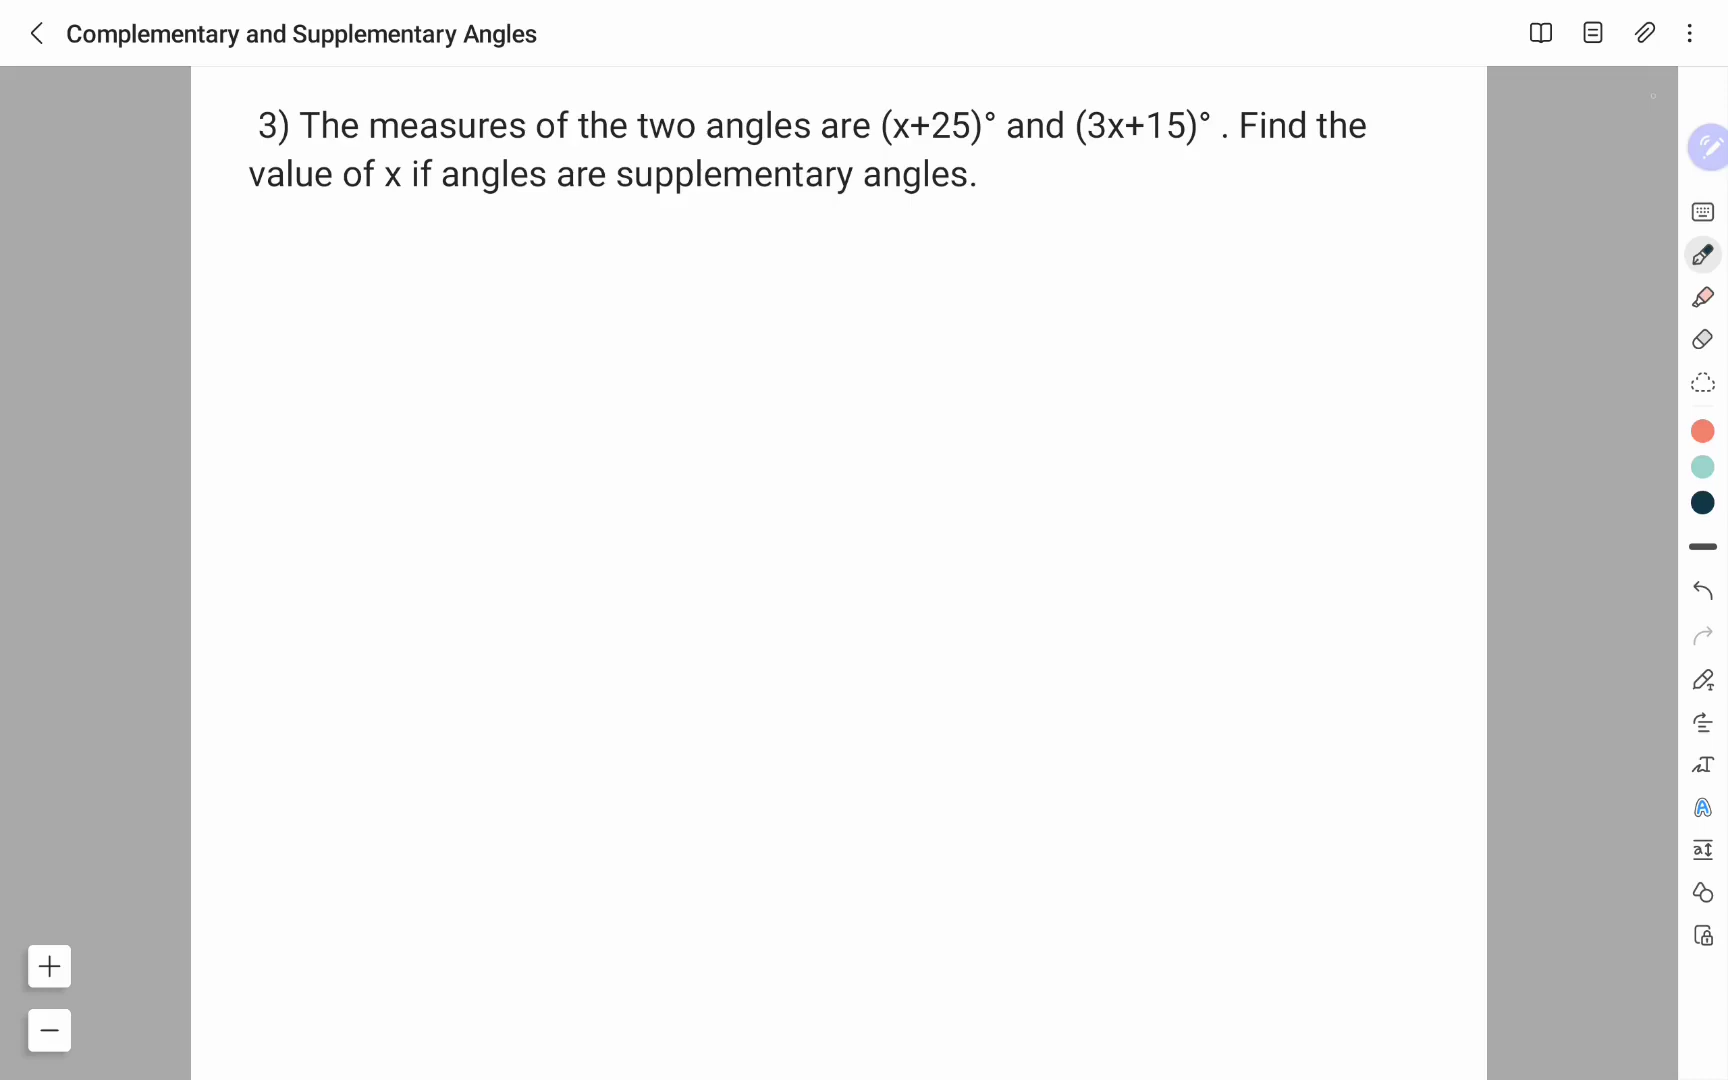 Complementary and Supplementary Angles
3) The measures of the two angles are (x+25)° and (3x+15)° . Find the
value of x if angles are supplementary angles.